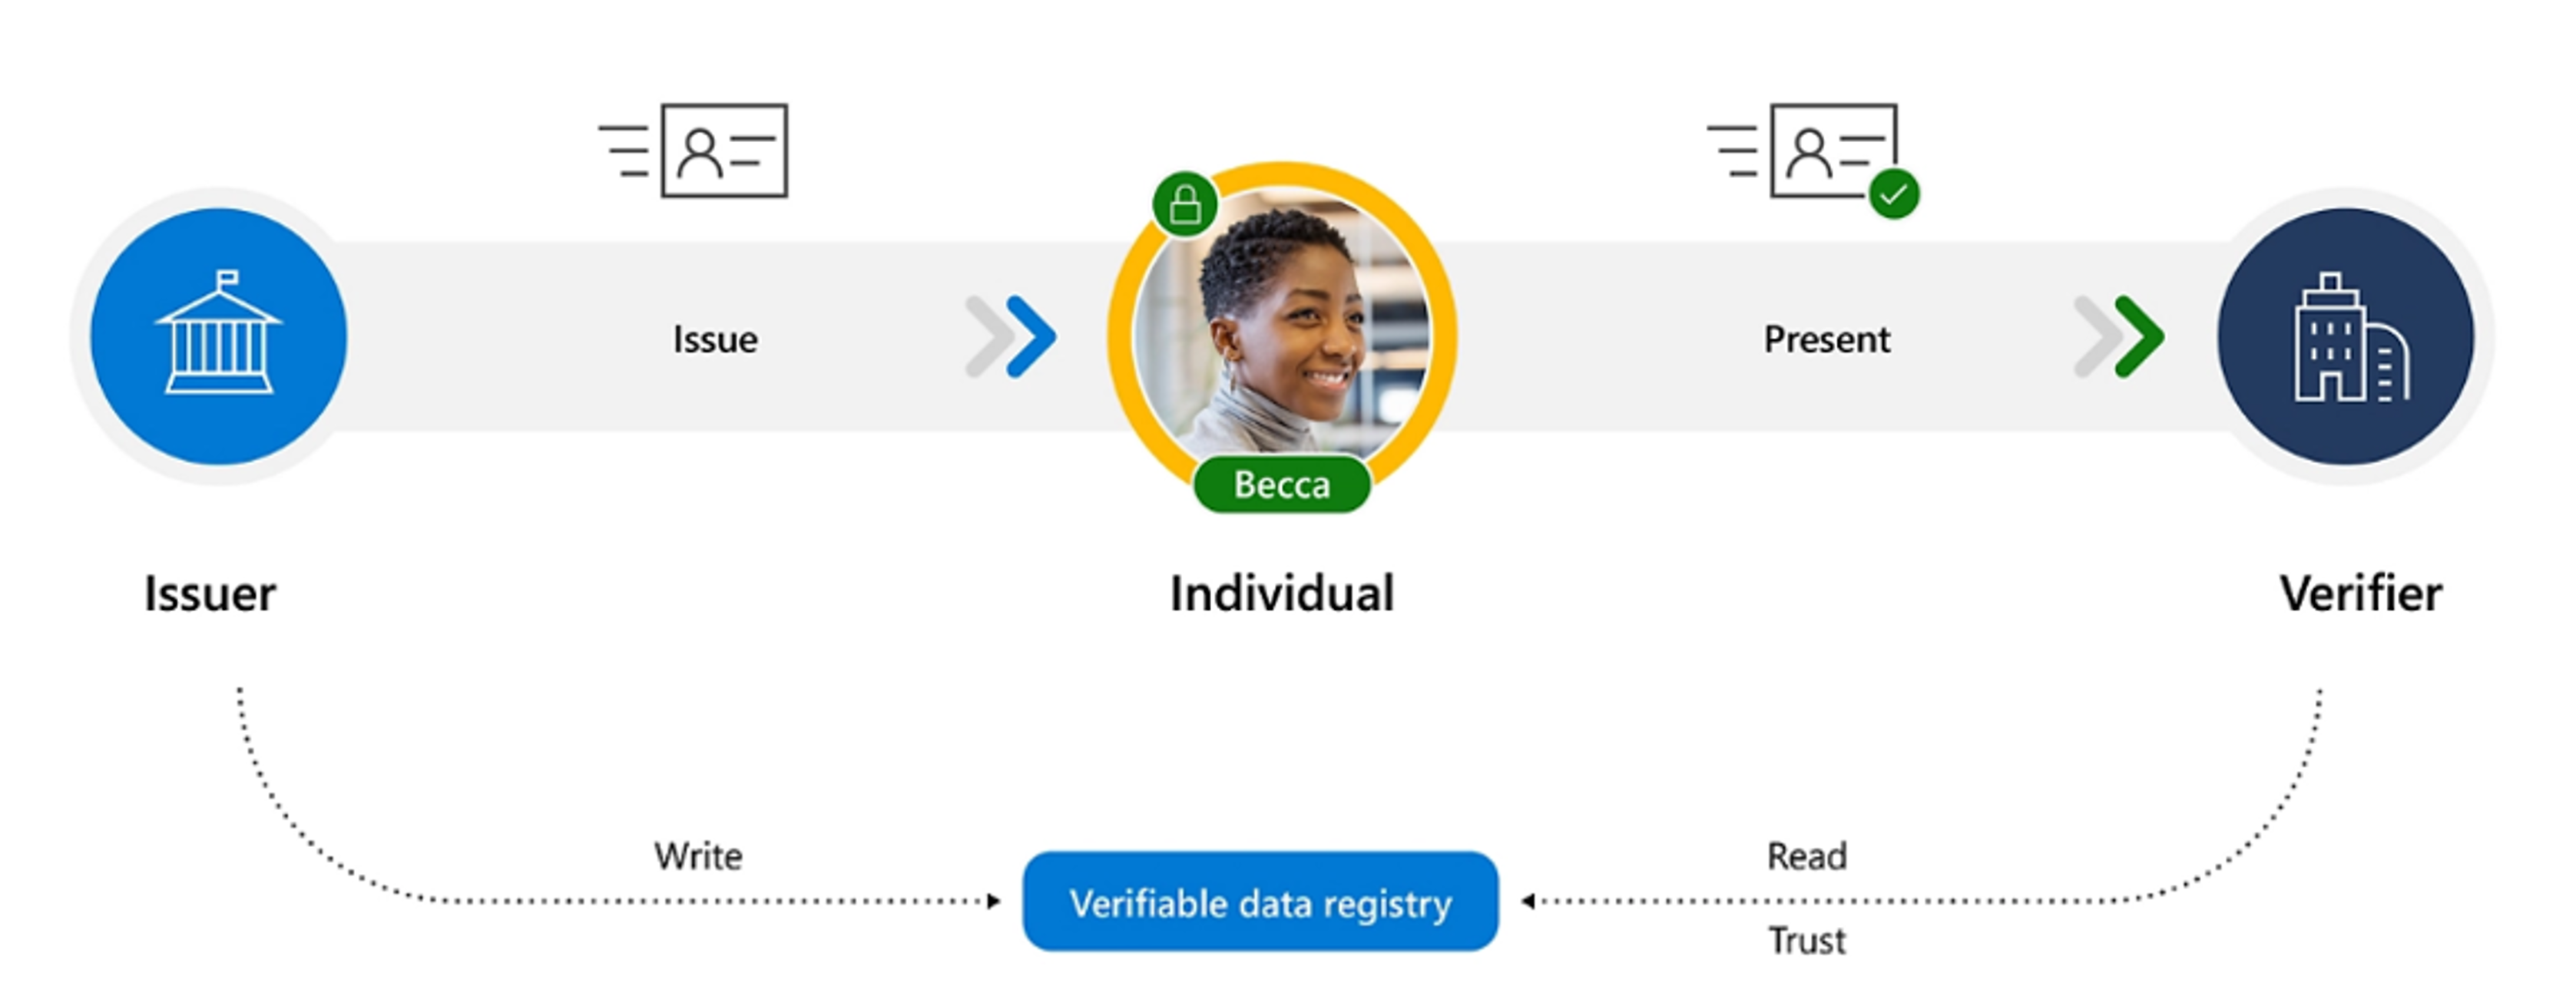 Issue
Present
Becca
Issuer
Individual
Verifier
Write
Read
Verifiable data registry
Trust